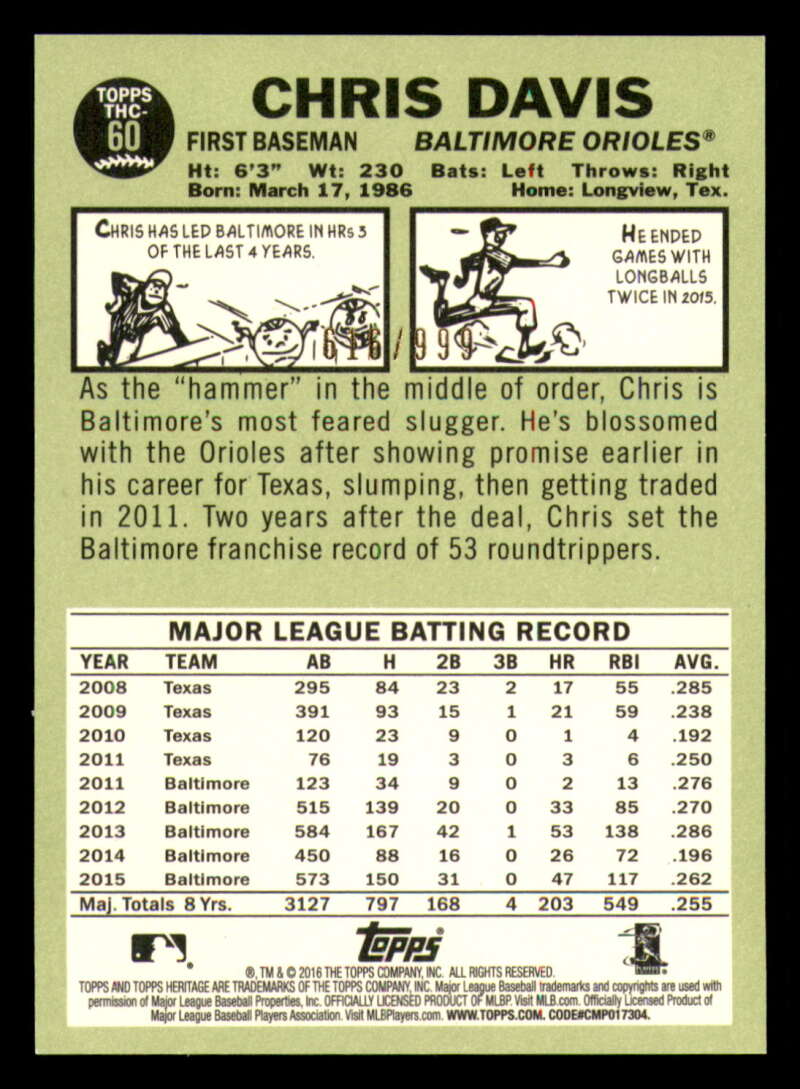 TOPPS
THC-
60
CHRIS DAVIS
FIRST BASEMAN BALTIMORE ORIOLES®
Ht: 6'3" Wt: 230 Bats: Left Throws: Right
Born: March 17, 1986 Home: Longview, Tex.
CHRIS HAS LED BALTIMORE IN HRs 3
OF THE LAST 4 YEARS.
HE ENDED
GAMES WITH
LONGBALLS
TWICE IN 2015.
616/999
As the "hammer" in the middle of order, Chris is
Baltimore's most feared slugger. He's blossomed
with the Orioles after showing promise earlier in
his career for Texas, slumping, then getting traded
in 2011. Two years after the deal, Chris set the
Baltimore franchise record of 53 roundtrippers.
MAJOR LEAGUE BATTING RECORD
YEAR TEAM AB H 2B 3B HR RBI AVG.
2008 Texas 295 84 23 2 17 55 .285
2009 Texas 391 93 15 1 21 59 .238
2010 Texas 120 23 9 0 1 4 .192
2011 Texas 76 19 3 0 3 6 .250
2011 Baltimore 123 34 9 0 2 13 .276
2012 Baltimore 515 139 20 0 33 85 .270
2013 Baltimore 584 167 42 1 53 138 .286
2014 Baltimore 450 88 16 0 26 72 .196
2015 Baltimore 573 150 31 0 47 117 .262
Maj. Totals 8 Yrs. 3127 797 168 4 203 549 .255
Topps®
®, TM & © 2016 THE TOPPS COMPANY, INC. ALL RIGHTS RESERVED.
TOPPS AND TOPPS HERITAGE ARE TRADEMARKS OF THE TOPPS COMPANY, INC. Major League Baseball trademarks and copyrights are used with
permission of Major League Baseball Properties, Inc. OFFICIALLY LICENSED PRODUCT OF MLBP. Visit MLB.com. Officially Licensed Product of
Major League Baseball Players Association. Visit MLBPlayers.com. WWW.TOPPS.COM. CODE#CMP017304.